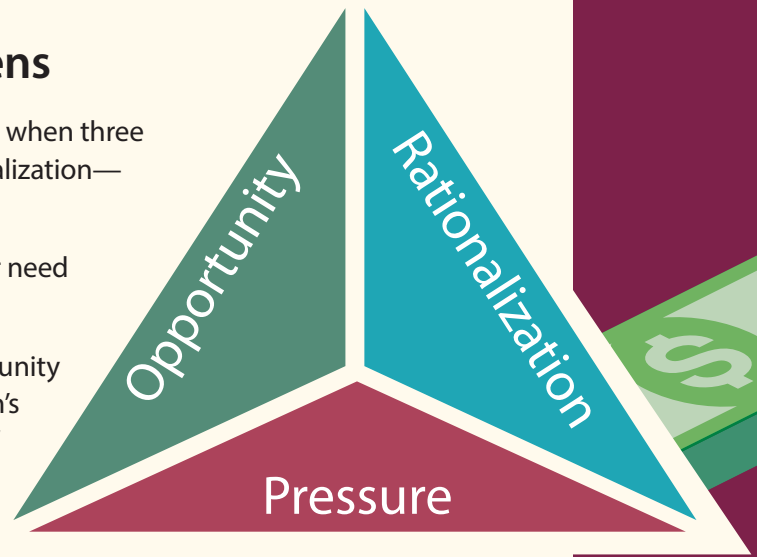 ens
when three
alization—
need
unity
n's
Opportunity
Rationalization
Pressure
$